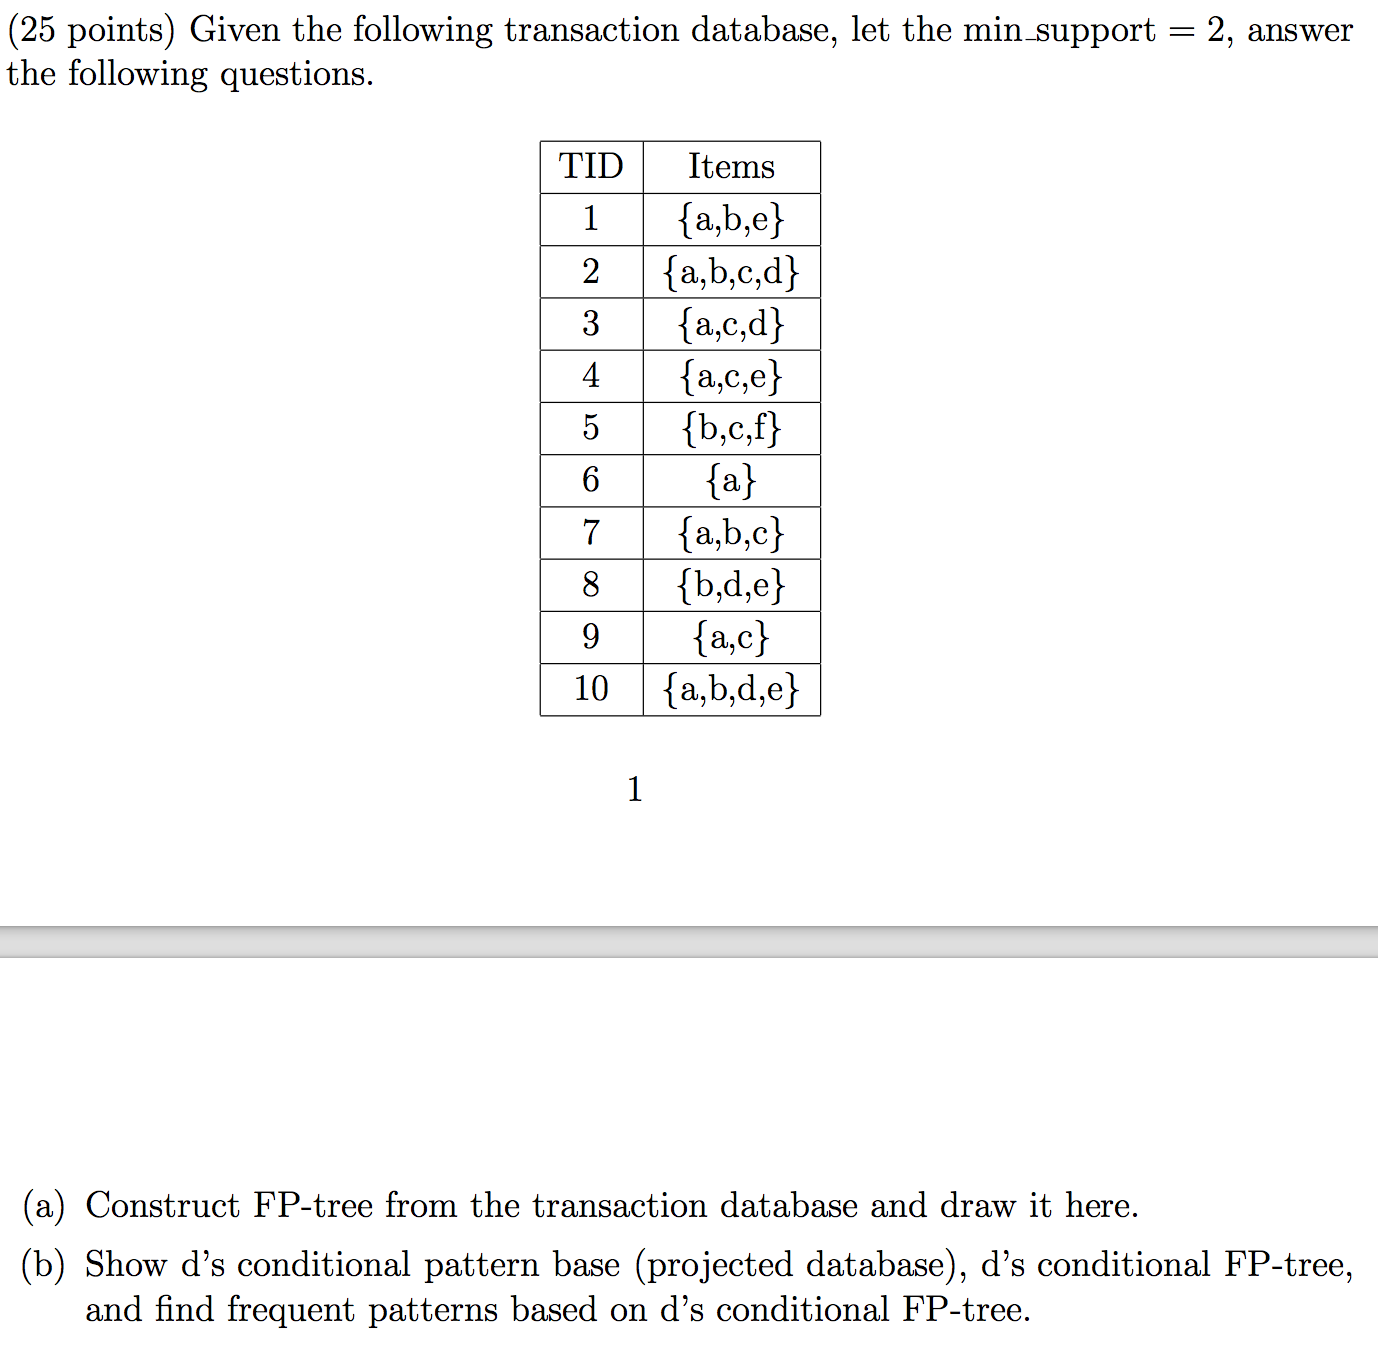 (25 points) Given the following transaction database, let the min_support = 2, answer
the following questions.
TID Items
1 {a,b,e}
2 {a,b,c,d}
3 {a,c,d}
4 {a,c,e}
5 {b,c,f}
6 {a}
7 {a,b,c}
8 {b,d,e}
9 {a,c}
10 {a,b,d,e}
1
(a) Construct FP-tree from the transaction database and draw it here.
(b) Show d’s conditional pattern base (projected database), d’s conditional FP-tree,
and find frequent patterns based on d’s conditional FP-tree.